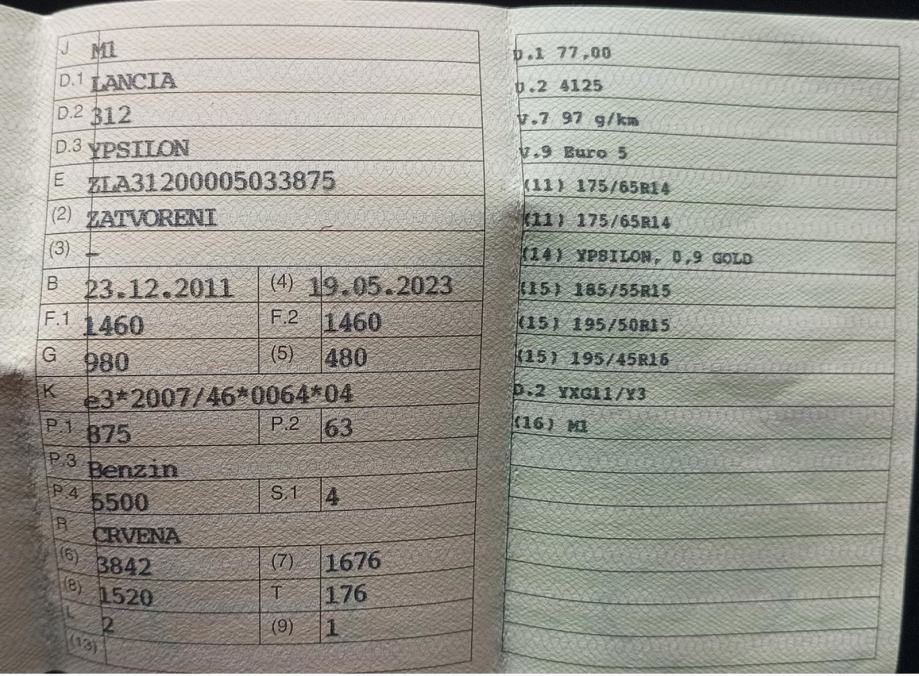 J M1
D.1 LANCIA
D.2 312
D.3 YPSILON
E ZLA31200005033875
(2) ZATVORENI
(3) –
B 23.12.2011 (4) 19.05.2023
F.1 1460 F.2 1460
G 980 (5) 480
K e3*2007/46*0064*04
P.1 875 P.2 63
P.3 Benzin
P.4 5500 S.1 4
R CRVENA
(6) 3842 (7) 1676
(8) 1520 T 176
L 2 (9) 1
(13)
U.1 77,00
U.2 4125
V.7 97 g/km
V.9 Euro 5
(11) 175/65R14
(11) 175/65R14
(14) YPSILON, 0,9 GOLD
(15) 185/55R15
(15) 195/50R15
(15) 195/45R16
D.2 YXG11/Y3
(16) M1